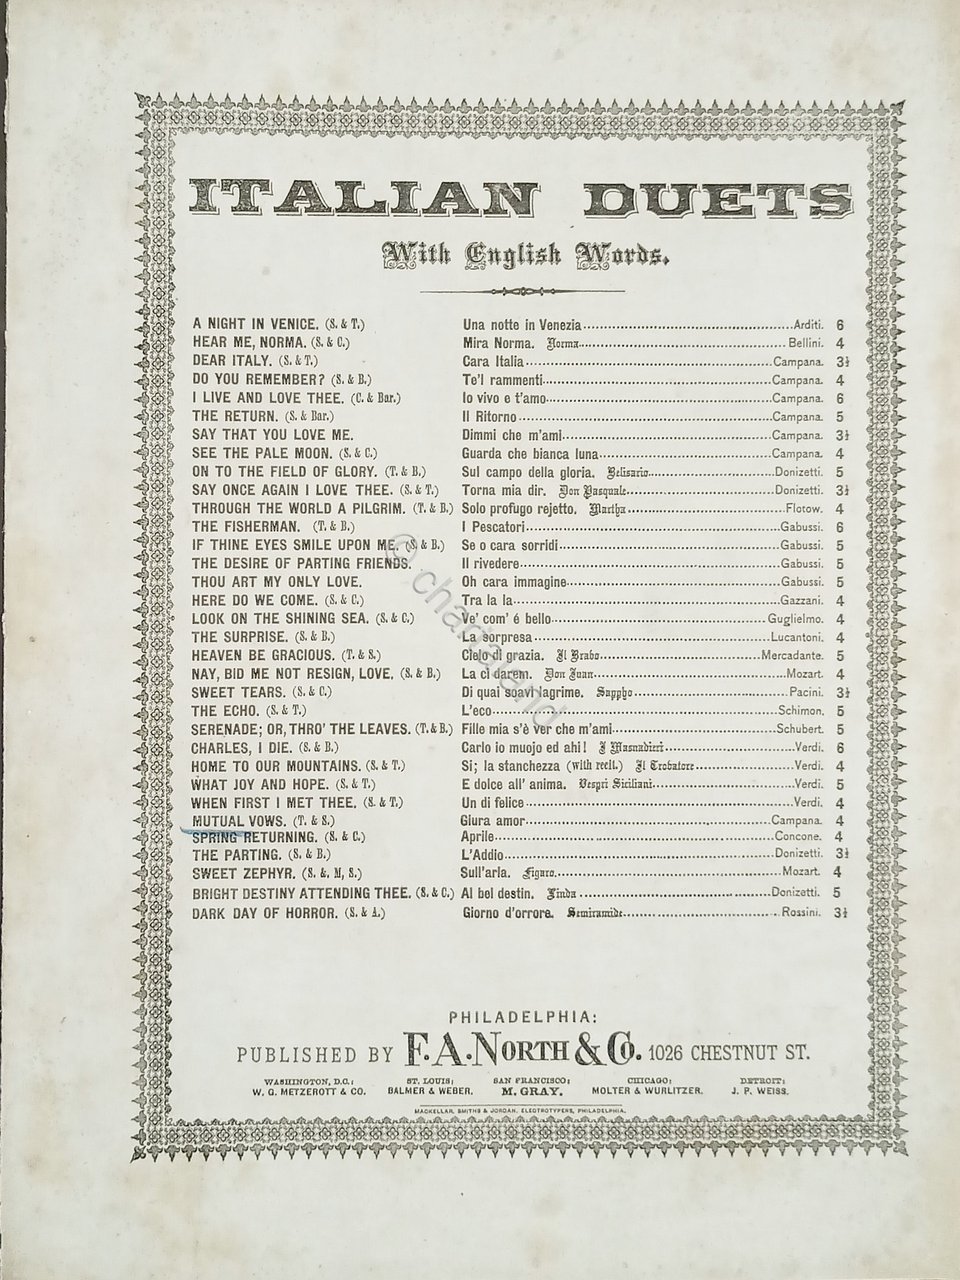 ITALIAN DUETS
With English Words.
A NIGHT IN VENICE. (S. & T.) Una notte in Venezia Arditi. 6
HEAR ME, NORMA. (S. & C.) Mira Norma. Norma Bellini. 4
DEAR ITALY. (S. & T.) Cara Italia Campana. 3½
DO YOU REMEMBER? (S. & B.) Te'l rammenti Campana. 4
I LIVE AND LOVE THEE. (C. & Bar.) Io vivo e t'amo Campana. 6
THE RETURN. (S. & Bar.) Il Ritorno Campana. 5
SAY THAT YOU LOVE ME. Dimmi che m'ami Campana. 3½
SEE THE PALE MOON. (S. & C.) Guarda che bianca luna Campana. 4
ON TO THE FIELD OF GLORY. (T. & B.) Sul campo della gloria. Belisario Donizetti. 5
SAY ONCE AGAIN I LOVE THEE. (S. & T.) Torna mia dir. Don Pasquale Donizetti. 3½
THROUGH THE WORLD A PILGRIM. (T. & B.) Solo profugo rejetto. Martha Flotow. 4
THE FISHERMAN. (T. & B.) I Pescatori Gabussi. 6
IF THINE EYES SMILE UPON ME. (S. & B.) Se o cara sorridi Gabussi. 5
THE DESIRE OF PARTING FRIENDS. Il rivedere Gabussi. 5
THOU ART MY ONLY LOVE. Oh cara immagine Gabussi. 5
HERE DO WE COME. (S. & C.) Tra la la Gazzani. 4
LOOK ON THE SHINING SEA. (S. & C.) Ve' com' é bello Guglielmo. 4
THE SURPRISE. (S. & B.) La sorpresa Lucantoni. 4
HEAVEN BE GRACIOUS. (T. & S.) Cielo di grazia. Il Brabo Mercadante. 5
NAY, BID ME NOT RESIGN, LOVE. (S. & B.) La ci darem. Don Juan Mozart. 4
SWEET TEARS. (S. & C.) Di quai soavi lagrime. Sappho Pacini. 3½
THE ECHO. (S. & T.) L'eco Schimon. 5
SERENADE; OR, THRO' THE LEAVES. (T. & B.) Fille mia s'è ver che m'ami Schubert. 5
CHARLES, I DIE. (S. & B.) Carlo io muojo ed ahi! I Masnadieri Verdi. 6
HOME TO OUR MOUNTAINS. (S. & T.) Si; la stanchezza (with recit.) Il Trobatore Verdi. 4
WHAT JOY AND HOPE. (S. & T.) E dolce all' anima. Vespri Siciliani Verdi. 5
WHEN FIRST I MET THEE. (S. & T.) Un di felice Verdi. 4
MUTUAL VOWS. (T. & S.) Giura amor Campana. 4
SPRING RETURNING. (S. & C.) Aprile Concone. 4
THE PARTING. (S. & B.) L'Addio Donizetti. 3½
SWEET ZEPHYR. (S. &. M, S.) Sull'aria. Figaro Mozart. 4
BRIGHT DESTINY ATTENDING THEE. (S. & C.) Al bel destin. Linda Donizetti. 5
DARK DAY OF HORROR. (S. & A.) Giorno d'orrore. Semiramide Rossini. 3½
© charlaland
PHILADELPHIA:
PUBLISHED BY F. A. NORTH & CO. 1026 CHESTNUT ST.
WASHINGTON, D.C.: ST. LOUIS: SAN FRANCISCO: CHICAGO: DETROIT:
W. G. METZEROTT & CO. BALMER & WEBER. M. GRAY. MOLTER & WURLITZER. J. P. WEISS.
MACKELLAR, SMITHS & JORDAN, ELECTROTYPERS, PHILADELPHIA.